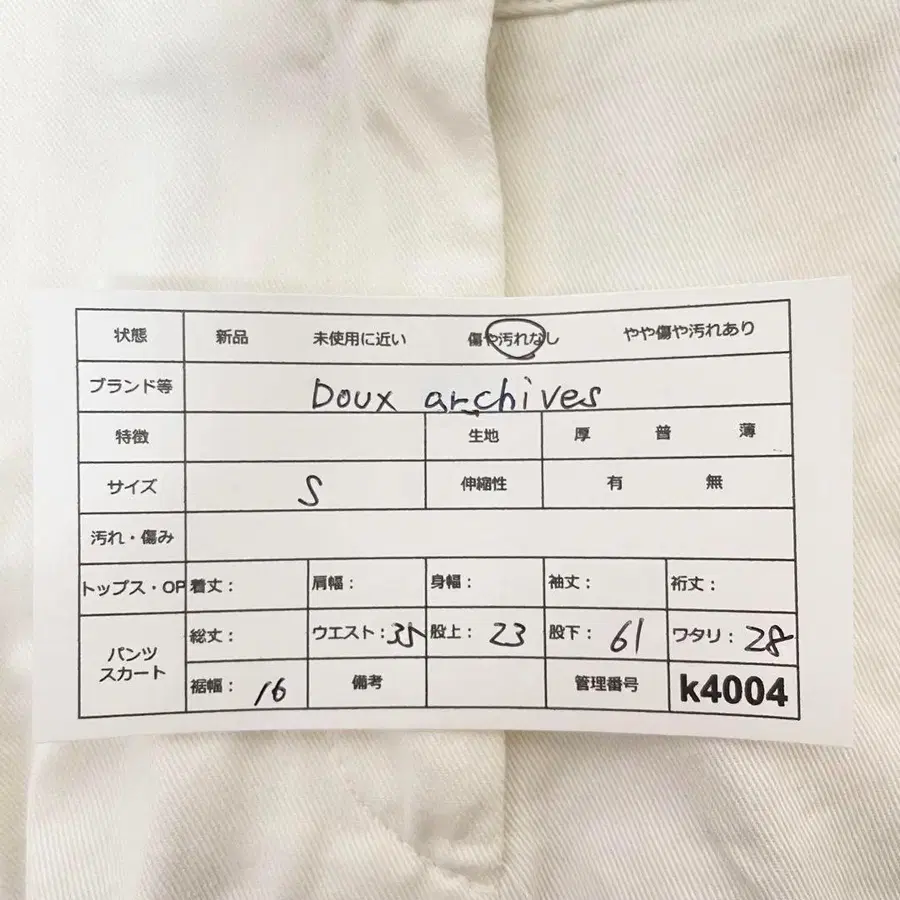 状態 新品 未使用に近い 傷や汚れなし やや傷や汚れあり
ブランド等 Doux archives
特徴 生地 厚 普 薄
サイズ S 伸縮性 有 無
汚れ・傷み
トップス・OP 着丈： 肩幅： 身幅： 袖丈： 裄丈：
パンツ スカート 総丈： ウエスト：35 股上： 23 股下： 61 ワタリ： 28
裾幅： 16 備考 管理番号 k4004